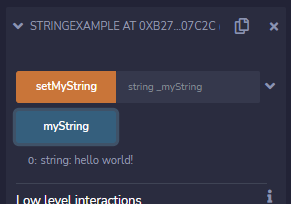 STRINGEXAMPLE AT 0XB27...07C2C
setMyString string _myString
myString
0: string: hello world!
Low level interactions